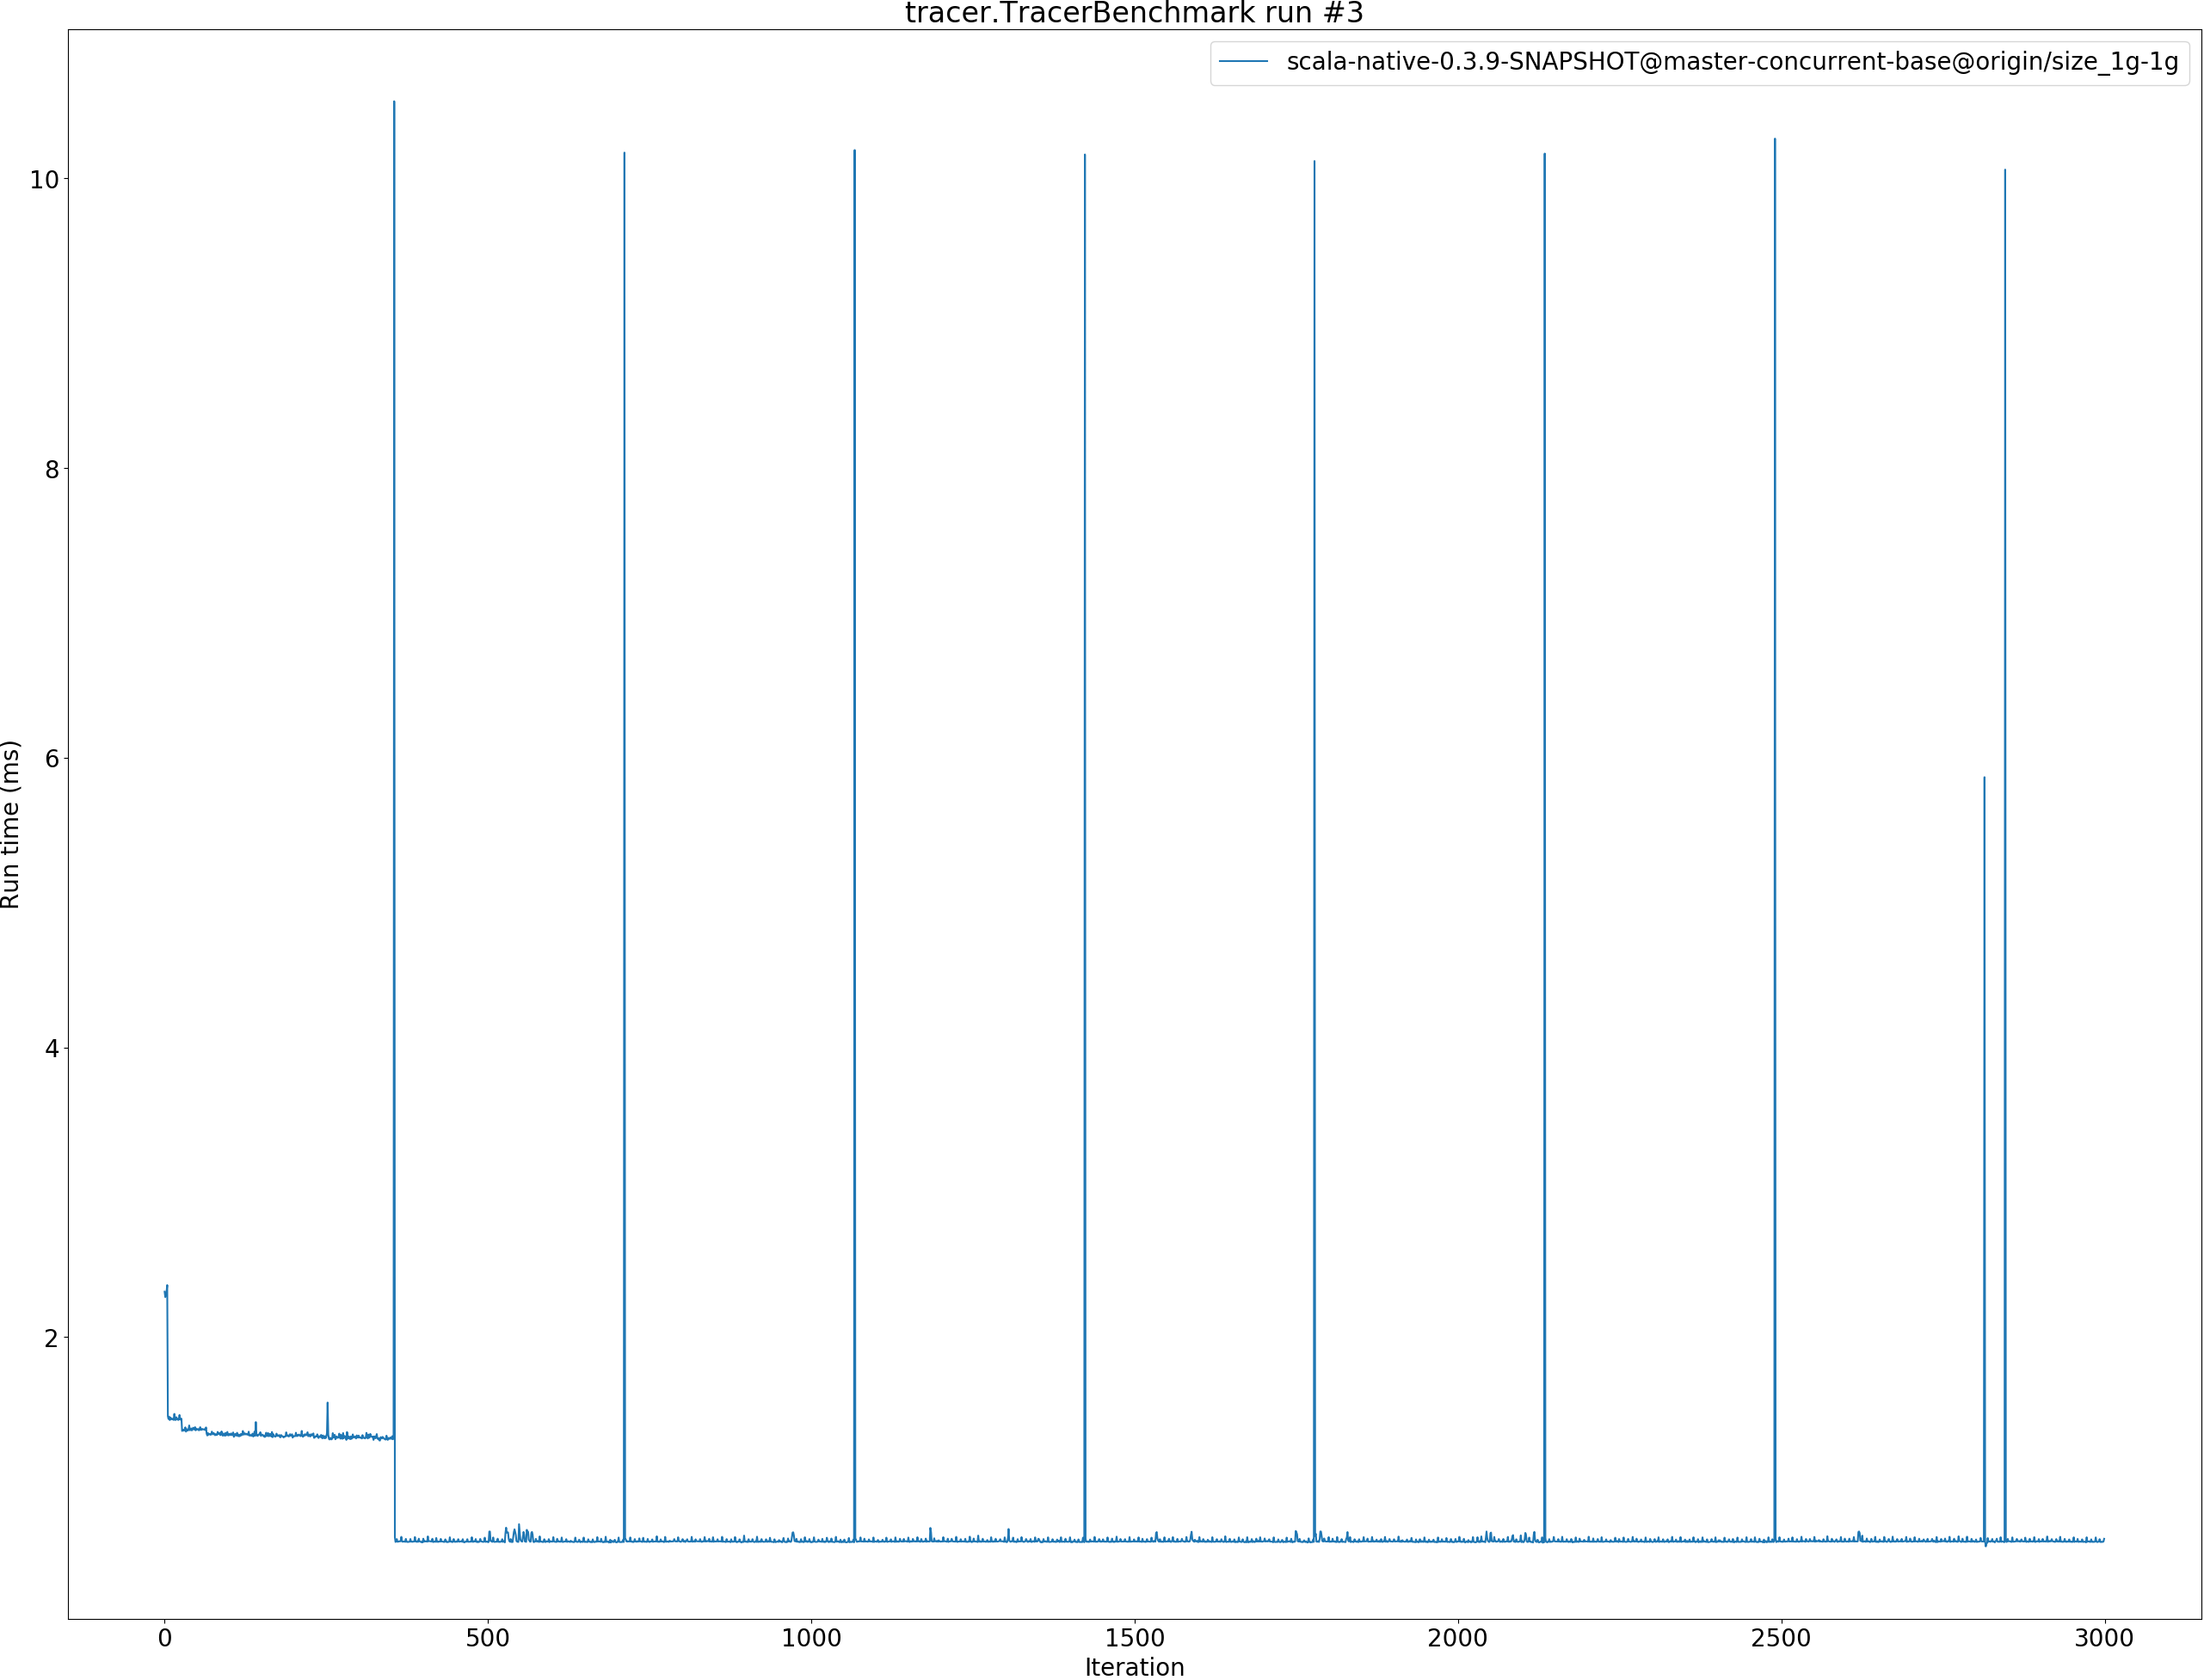 tracer.TracerBenchmark run #3
scala-native-0.3.9-SNAPSHOT@master-concurrent-base@origin/size_1g-1g
10
8
6
4
2
Run time (ms)
0 500 1000 1500 2000 2500 3000
Iteration